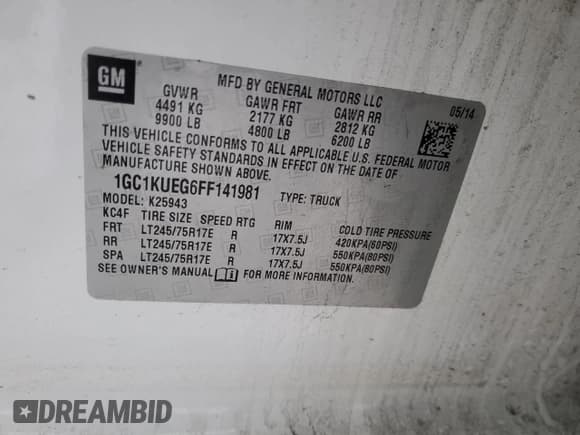 GM
MFD BY GENERAL MOTORS LLC
05/14
GVWR GAWR FRT GAWR RR
4491 KG 2177 KG 2812 KG
9900 LB 4800 LB 6200 LB
THIS VEHICLE CONFORMS TO ALL APPLICABLE U.S. FEDERAL MOTOR
VEHICLE SAFETY STANDARDS IN EFFECT ON THE DATE OF
MANUFACTURE SHOWN ABOVE.
1GC1KUEG6FF141981 TYPE: TRUCK
MODEL: K25943
KC4F TIRE SIZE SPEED RTG RIM COLD TIRE PRESSURE
FRT LT245/75R17E R 17X7.5J 420KPA(60PSI)
RR LT245/75R17E R 17X7.5J 550KPA(80PSI)
SPA LT245/75R17E R 17X7.5J 550KPA(80PSI)
SEE OWNER'S MANUAL FOR MORE INFORMATION.
DREAMBID